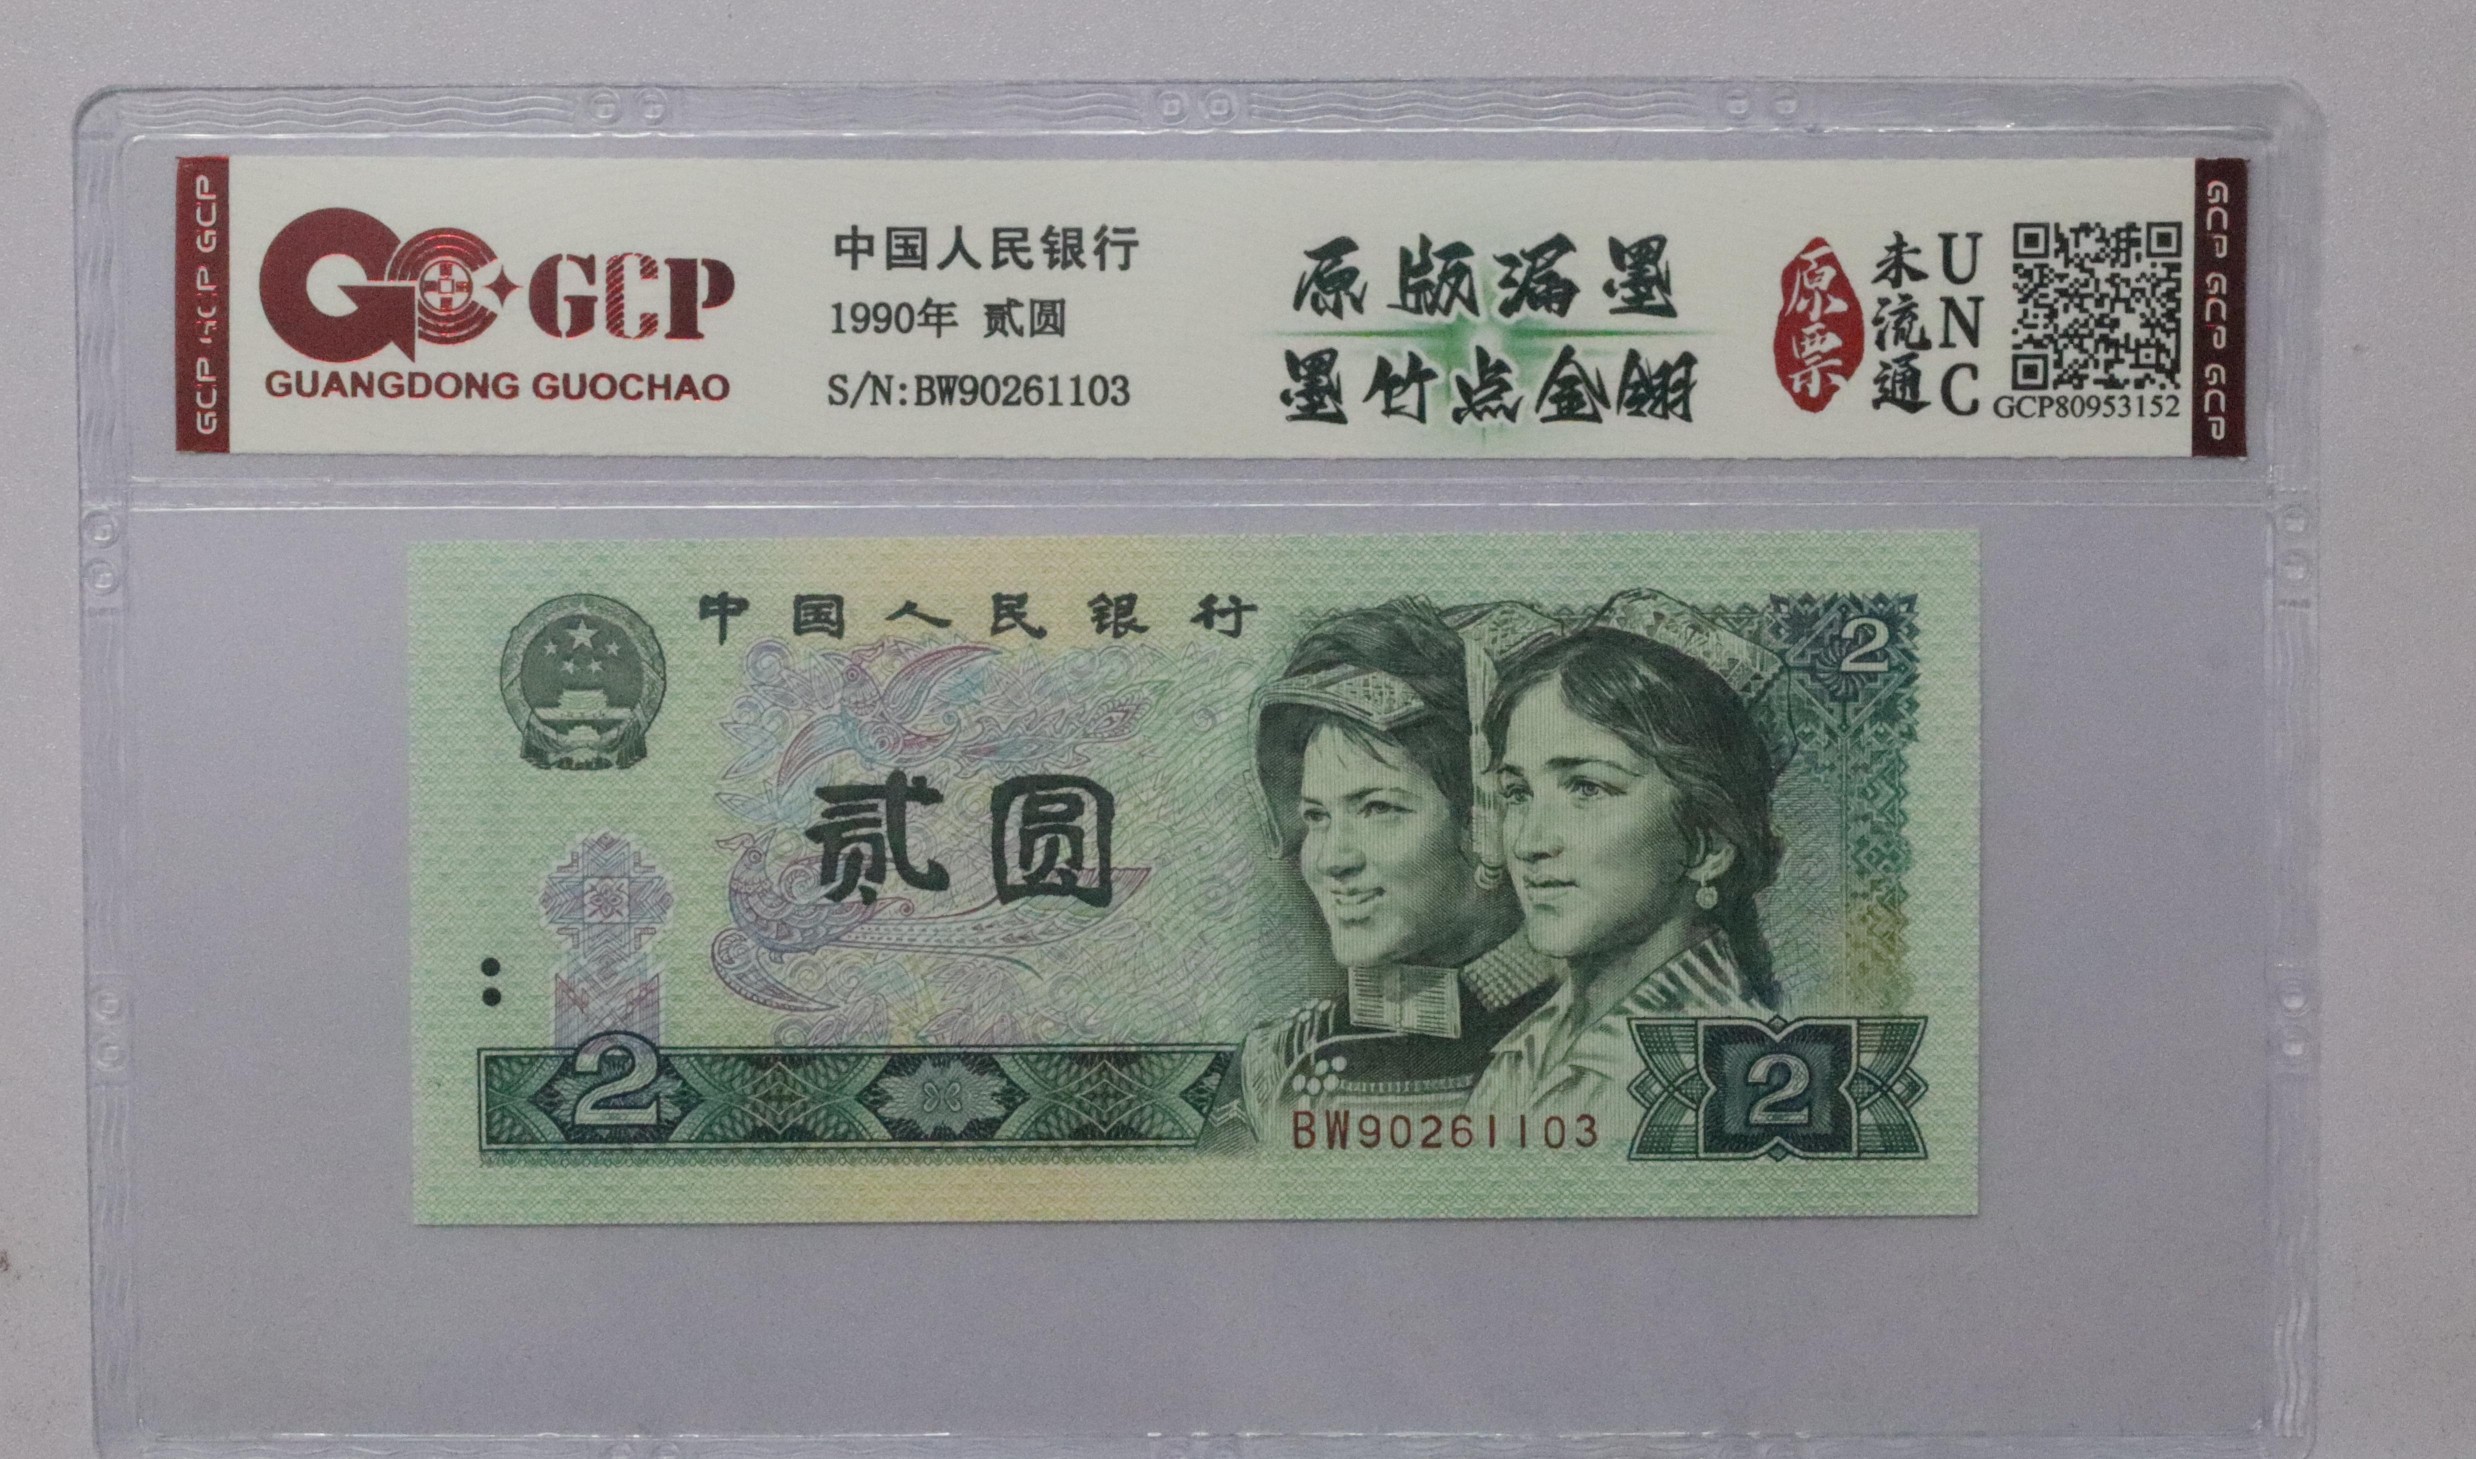 GCP GCP GCP
GCP
GUANGDONG GUOCHAO
中国人民银行
1990年 贰圆
S/N:BW90261103
原版漏墨
墨竹点金翎
原票
未流通
UNC
GCP80953152
GCP GCP GCP
中国人民银行
2
贰圆
2
BW90261103
2